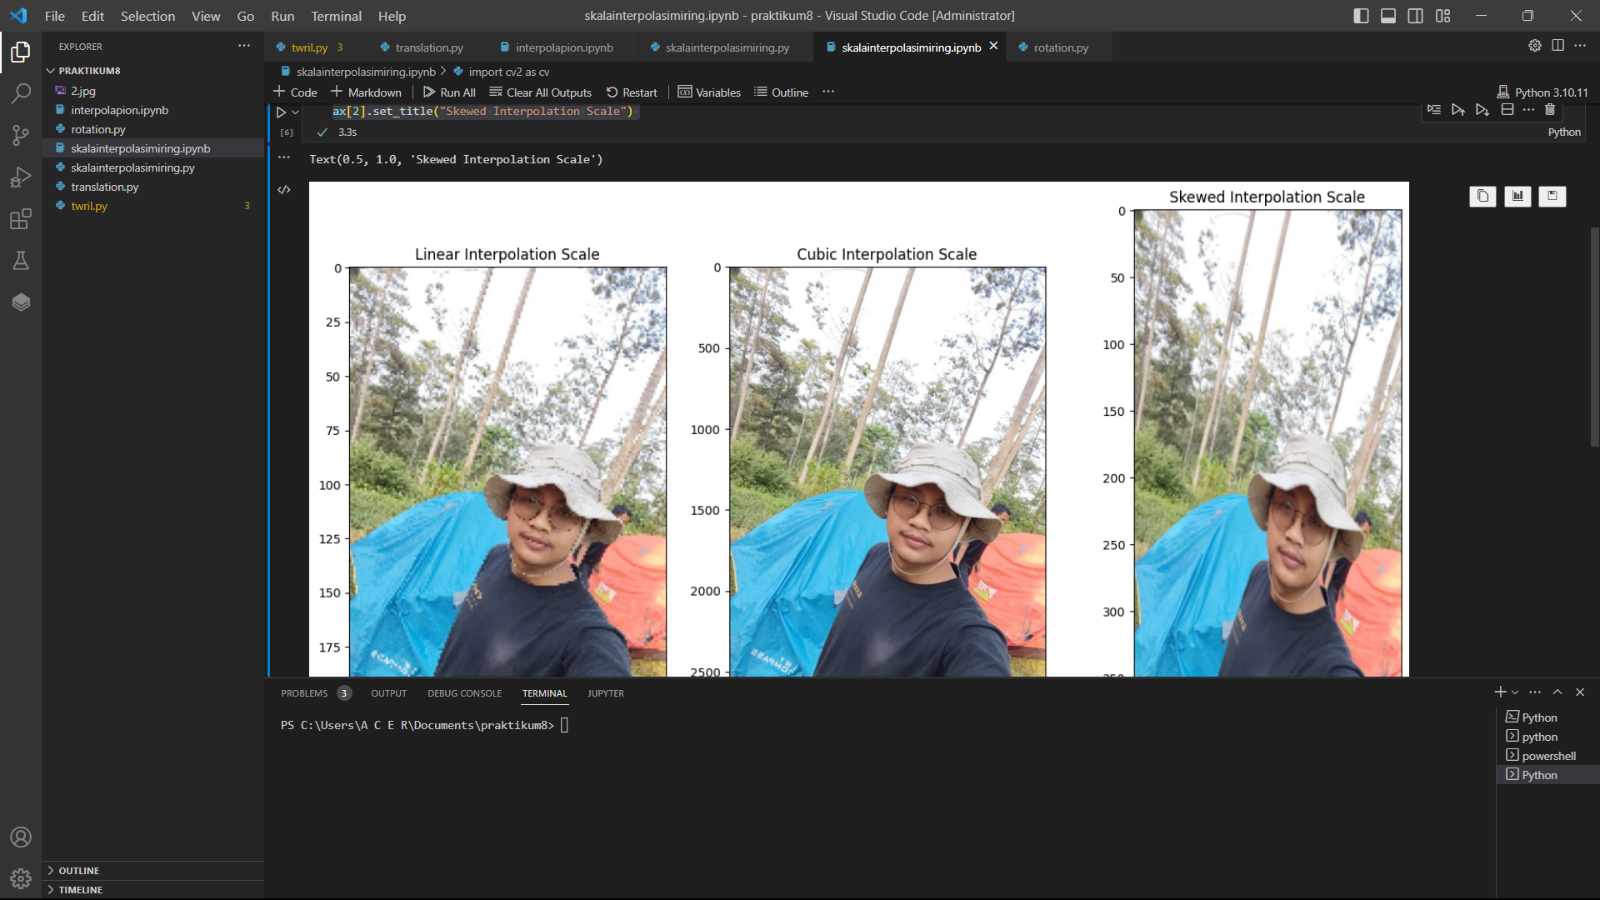 File Edit Selection View Go Run Terminal Help
skalainterpolasimiring.ipynb - praktikum8 - Visual Studio Code [Administrator]
EXPLORER
PRAKTIKUM8
2.jpg
interpolapion.ipynb
rotation.py
skalainterpolasimiring.ipynb
skalainterpolasimiring.py
translation.py
twril.py 3
OUTLINE
TIMELINE
twril.py 3 translation.py interpolapion.ipynb skalainterpolasimiring.py skalainterpolasimiring.ipynb rotation.py
skalainterpolasimiring.ipynb > import cv2 as cv
Code Markdown Run All Clear All Outputs Restart Variables Outline Python 3.10.11
ax[2].set_title("Skewed Interpolation Scale")
[6] 3.3s Python
Text(0.5, 1.0, 'Skewed Interpolation Scale')
Linear Interpolation Scale
0
25
50
75
100
125
150
175
Cubic Interpolation Scale
0
500
1000
1500
2000
2500
Skewed Interpolation Scale
0
50
100
150
200
250
300
350
PROBLEMS 3 OUTPUT DEBUG CONSOLE TERMINAL JUPYTER
PS C:\Users\A C E R\Documents\praktikum8>
Python
python
powershell
Python